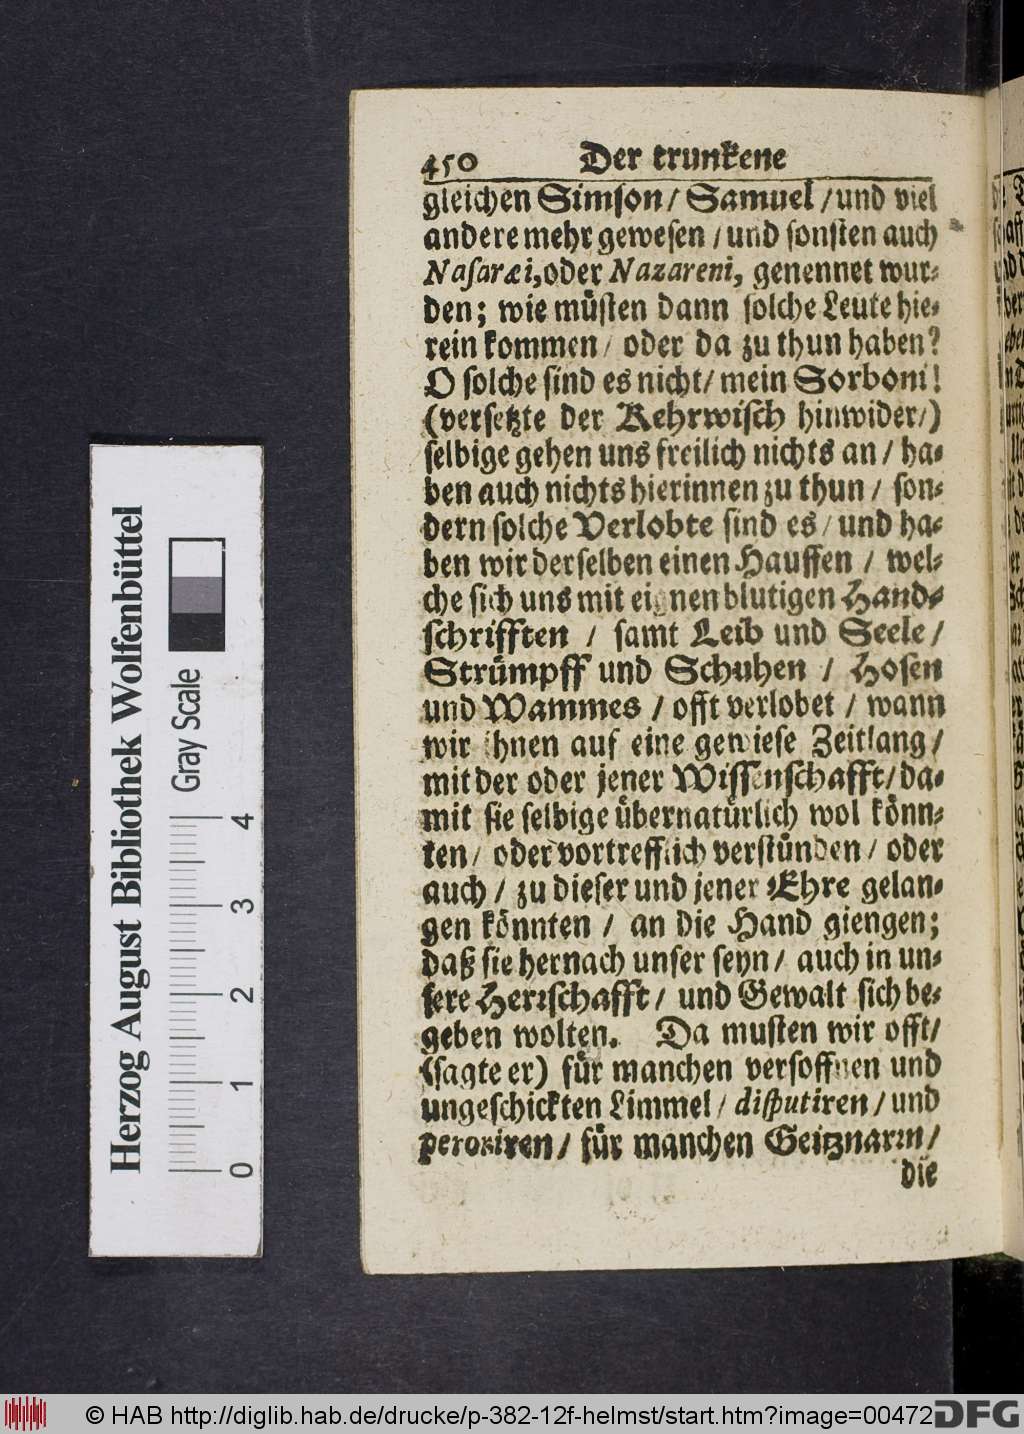 450 Der trunkene
gleichen Simson / Samuel / und viel
andere mehr gewesen / und sonsten auch
Nasaræi, oder Nazareni, genennet wur-
den; wie müsten dann solche Leute hie-
rein kommen / oder da zu thun haben?
O solche sind es nicht / mein Sorboni!
(versetzte der Kehrwisch hinwider /)
selbige gehen uns freilich nichts an / ha-
ben auch nichts hierinnen zu thun / son-
dern solche Verlobte sind es / und ha-
ben wir derselben einen Hauffen / wel-
che sich uns mit eignen blutigen Hand-
schrifften / samt Leib und Seele /
Strümpff und Schuhen / Hosen
und Wammes / offt verlobet / wann
wir ihnen auf eine gewiese Zeitlang /
mit der oder jener Wissenschafft / da-
mit sie selbige übernatürlich wol könn-
ten / oder vortrefflich verstünden / oder
auch / zu dieser und jener Ehre gelan-
gen könnten / an die Hand giengen;
daß sie hernach unser seyn / auch in un-
sere Herrschafft / und Gewalt sich be-
geben wolten. Da musten wir offt /
(sagte er) für manchen versoffnen und
ungeschickten Limmel / disputiren / und
peroriren / für manchen Geitznarrn /
die
Herzog August Bibliothek Wolfenbüttel
Gray Scale
0 1 2 3 4
© HAB http://diglib.hab.de/drucke/p-382-12f-helmst/start.htm?image=00472
DFG